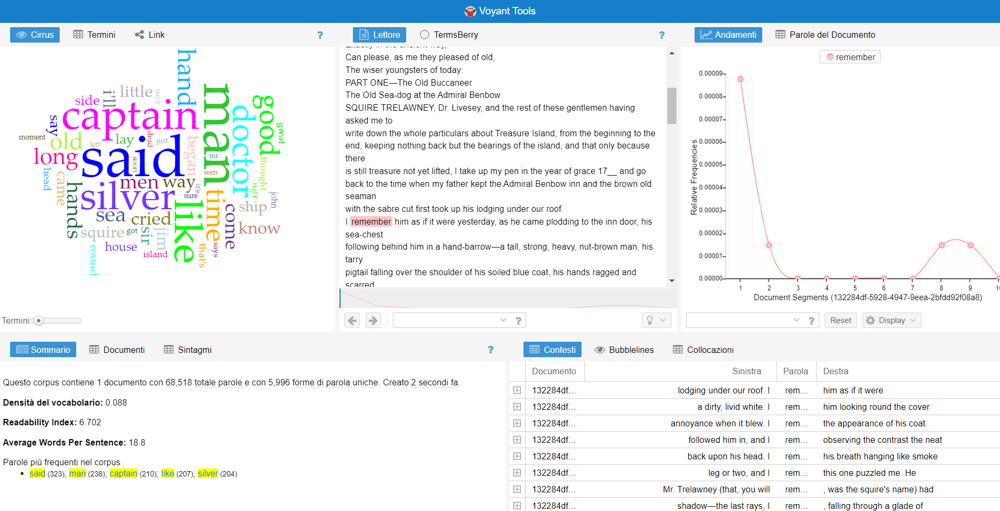 Voyant Tools
Cirrus
Termini
Link
?
hand
little
went
i'll
side
captain
man
good
doctor
great
say
moment
old
left
lay
dead
just
began
long
said
soon
mr
seen
thought
head
came
hands
men
way
it's
sure
right
john
silver
like
time
come
ship
sea
cried
know
squire
got
sir
jim
round
house
island
that's
says
Termini:
Lettore
TermsBerry
?
Exactly in the ancient way,
Can please, as me they pleased of old,
The wiser youngsters of today:
PART ONE—The Old Buccaneer
The Old Sea-dog at the Admiral Benbow
SQUIRE TRELAWNEY, Dr. Livesey, and the rest of these gentlemen having
asked me to
write down the whole particulars about Treasure Island, from the beginning to the
end, keeping nothing back but the bearings of the island, and that only because
there
is still treasure not yet lifted, I take up my pen in the year of grace 17__ and go
back to the time when my father kept the Admiral Benbow inn and the brown old
seaman
with the sabre cut first took up his lodging under our roof.
I remember him as if it were yesterday, as he came plodding to the inn door, his
sea-chest
following behind him in a hand-barrow—a tall, strong, heavy, nut-brown man, his
tarry
pigtail falling over the shoulder of his soiled blue coat, his hands ragged and
scarred
?
Andamenti
Parole del Documento
remember
Relative Frequencies
0.00009
0.00008
0.00007
0.00006
0.00005
0.00004
0.00003
0.00002
0.00001
0.00000
1 2 3 4 5 6 7 8 9 10
Document Segments (132284df-5928-4947-9eea-2bfdd92f08a8)
?
Reset
Display
Sommario
Documenti
Sintagmi
?
Questo corpus contiene 1 documento con 68,518 totale parole e con 5,996 forme di parola uniche. Creato 2 secondi fa.
Densità del vocabolario: 0.088
Readability Index: 6.702
Average Words Per Sentence: 18.8
Parole più frequenti nel corpus
• said (323); man (238); captain (210); like (207); silver (204)
Contesti
Bubblelines
Collocazioni
Documento Sinistra Parola Destra
132284df... lodging under our roof. I rem... him as if it were
132284df... a dirty, livid white. I rem... him looking round the cover
132284df... annoyance when it blew. I rem... the appearance of his coat
132284df... followed him in, and I rem... observing the contrast the neat
132284df... back upon his head. I rem... his breath hanging like smoke
132284df... leg or two, and I rem... this one puzzled me. He
132284df... Mr. Trelawney (that, you will rem... , was the squire's name) had
132284df... shadow—the last rays, I rem... , falling through a glade of